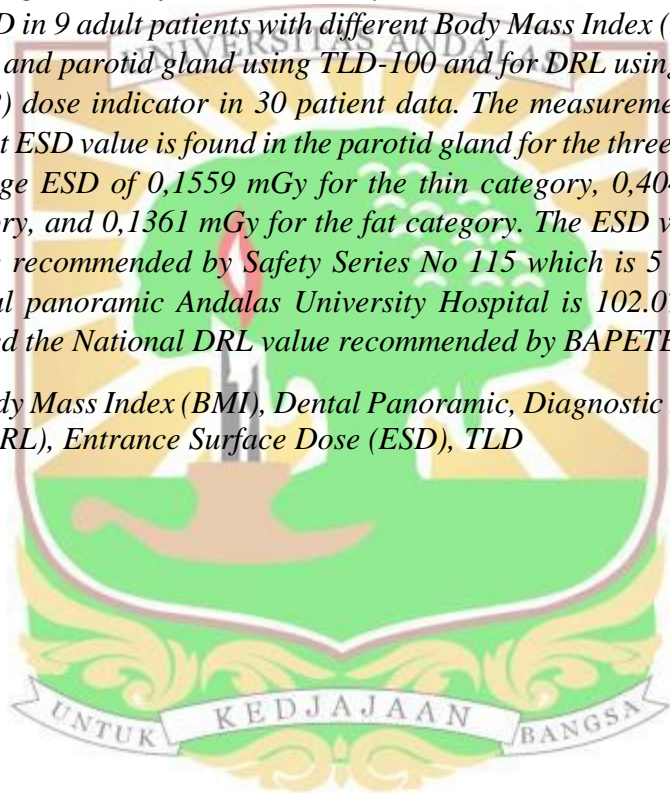 D in 9 adult patients with different Body Mass Index (
UNIVERSITAS ANDALAS
and parotid gland using TLD-100 and for DRL using
) dose indicator in 30 patient data. The measureme
t ESD value is found in the parotid gland for the three
ge ESD of 0,1559 mGy for the thin category, 0,40
ory, and 0,1361 mGy for the fat category. The ESD v
recommended by Safety Series No 115 which is 5
al panoramic Andalas University Hospital is 102.0
ed the National DRL value recommended by BAPETE
dy Mass Index (BMI), Dental Panoramic, Diagnostic
RL), Entrance Surface Dose (ESD), TLD
UNTUK KEDJAJAAN BANGSA